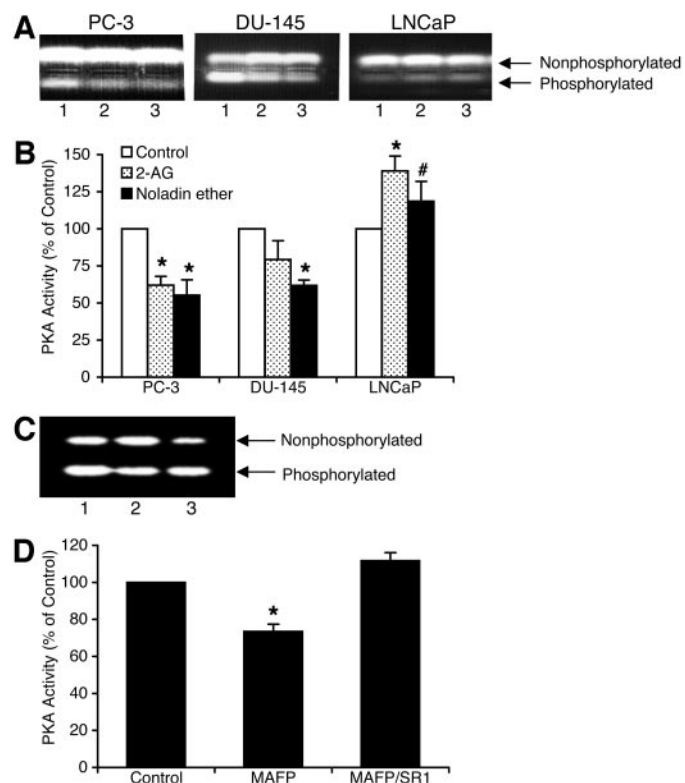 A
PC-3 DU-145 LNCaP
Nonphosphorylated
Phosphorylated
1 2 3 1 2 3 1 2 3
B
PKA Activity (% of Control)
150
125
100
75
50
25
0
Control
2-AG
Noladin ether
* * * * #
PC-3 DU-145 LNCaP
C
Nonphosphorylated
Phosphorylated
1 2 3
D
PKA Activity (% of Control)
120
100
80
60
40
20
0
*
Control MAFP MAFP/SR1